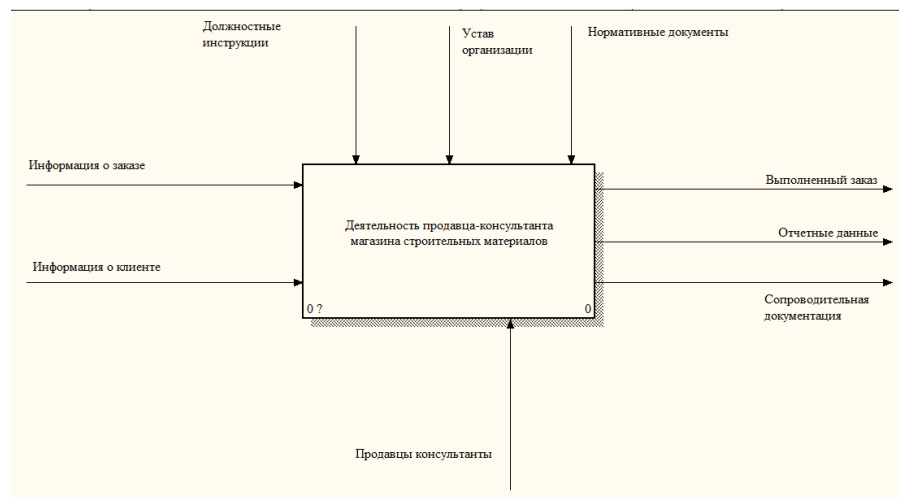 Должностные
инструкции
Устав
организации
Нормативные документы
Информация о заказе
Информация о клиенте
Деятельность продавца-консультанта
магазина строительных материалов
0 ?
0
Выполненный заказ
Отчетные данные
Сопроводительная
документация
Продавцы консультанты